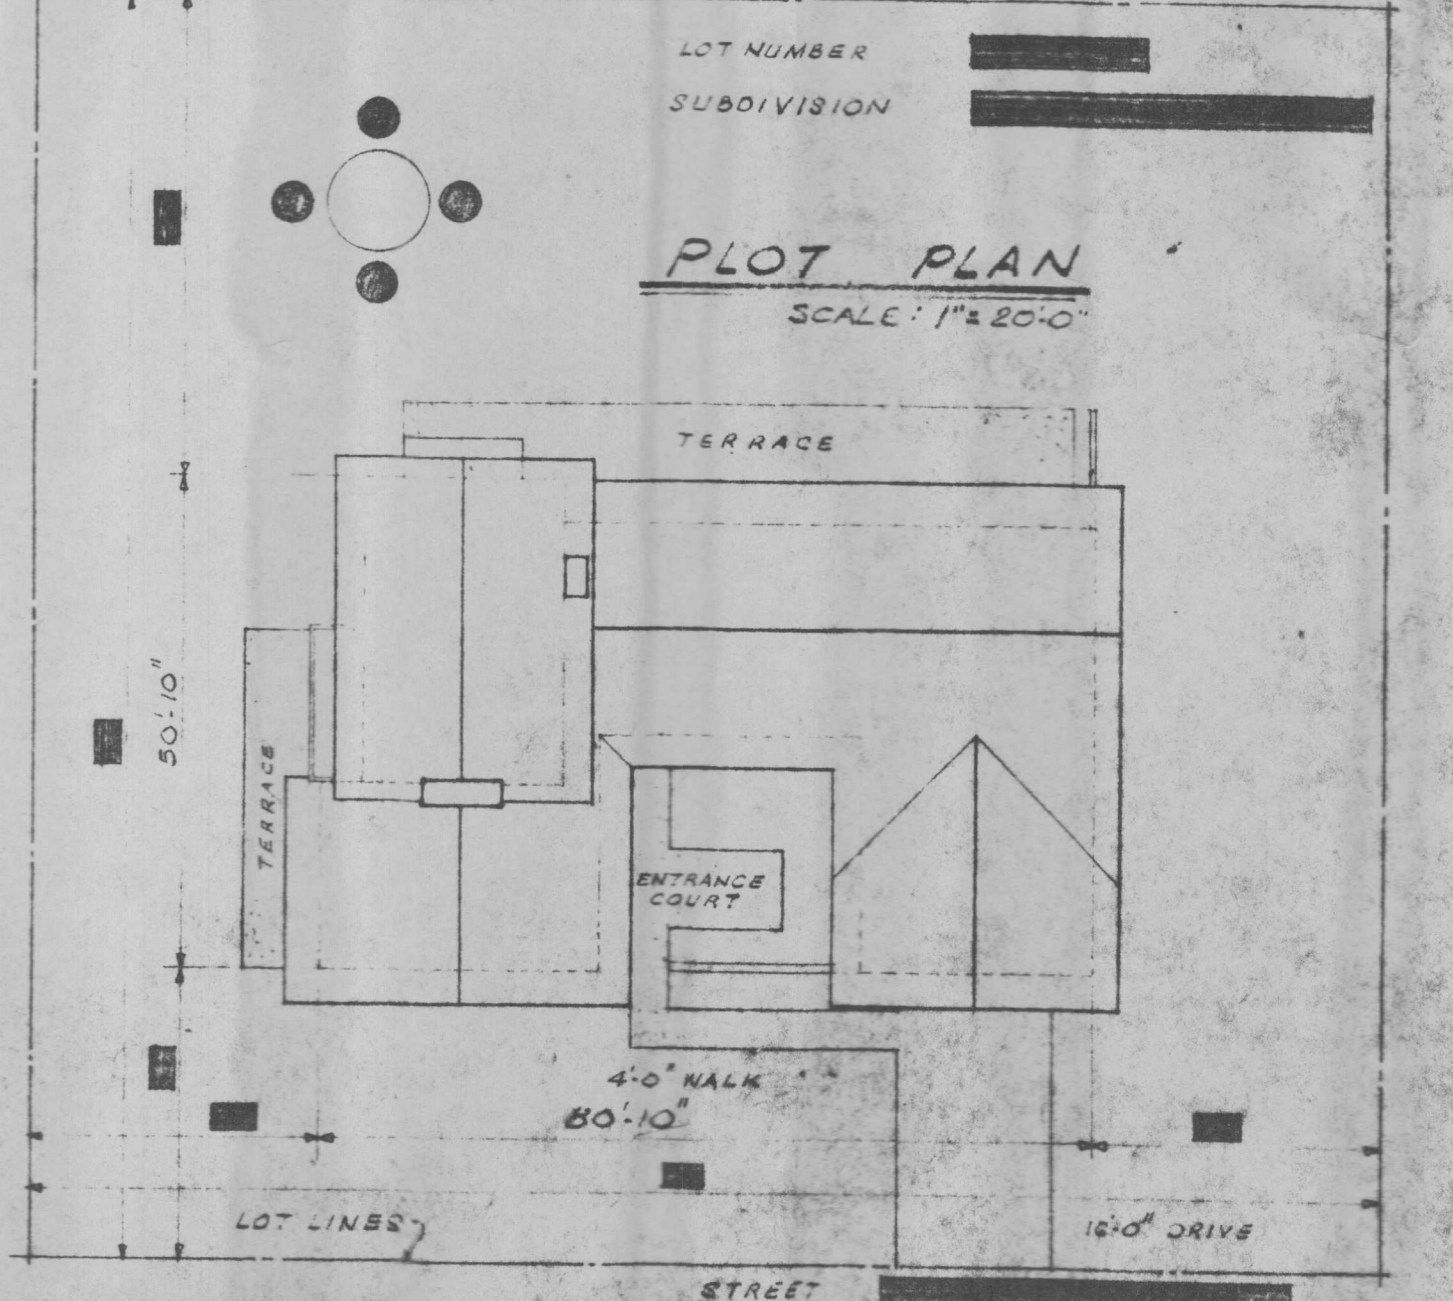 LOT NUMBER
SUBDIVISION
PLOT PLAN
SCALE: 1"=20'-0"
TERRACE
50'-10"
TERRACE
ENTRANCE
COURT
4'-0" WALK
80'-10"
LOT LINES
16'-0" DRIVE
STREET